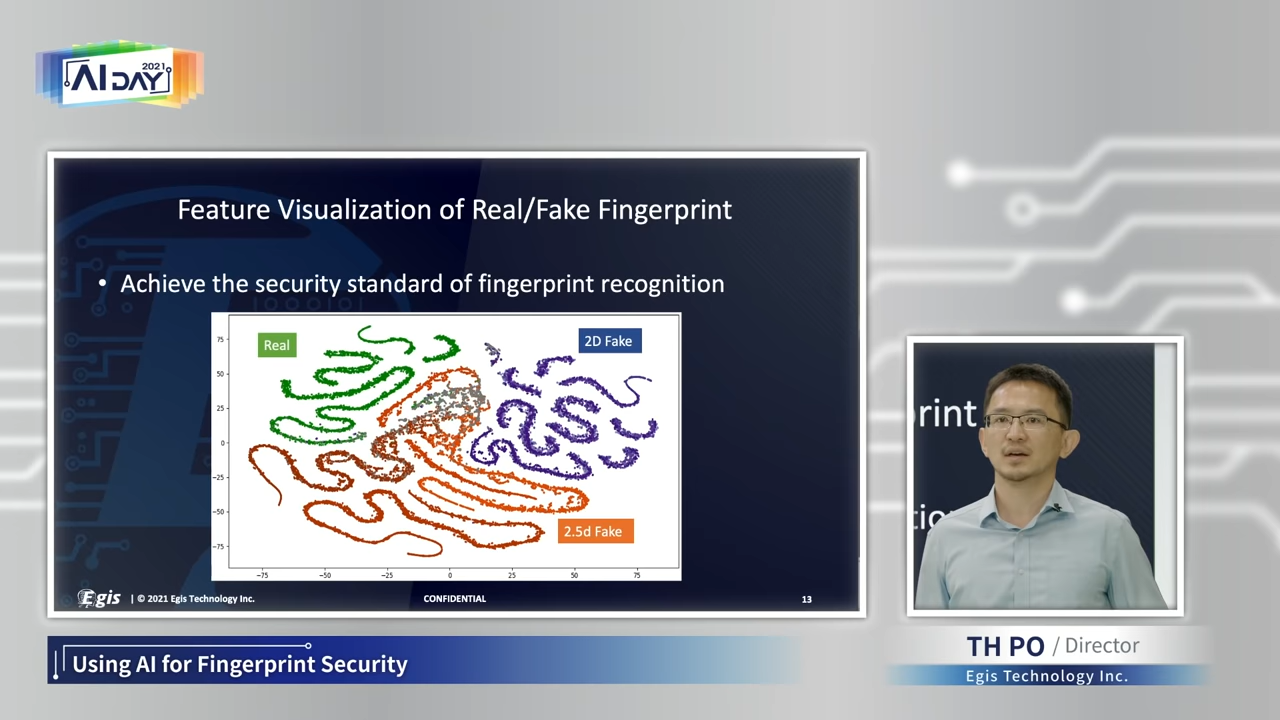 AI DAY 2021
Feature Visualization of Real/Fake Fingerprint
• Achieve the security standard of fingerprint recognition
Real
2D Fake
2.5d Fake
75
50
25
0
−25
−50
−75
−75
−50
−25
0
25
50
75
Egis | © 2021 Egis Technology Inc.
CONFIDENTIAL
13
rint
tio
Using AI for Fingerprint Security
TH PO / Director
Egis Technology Inc.